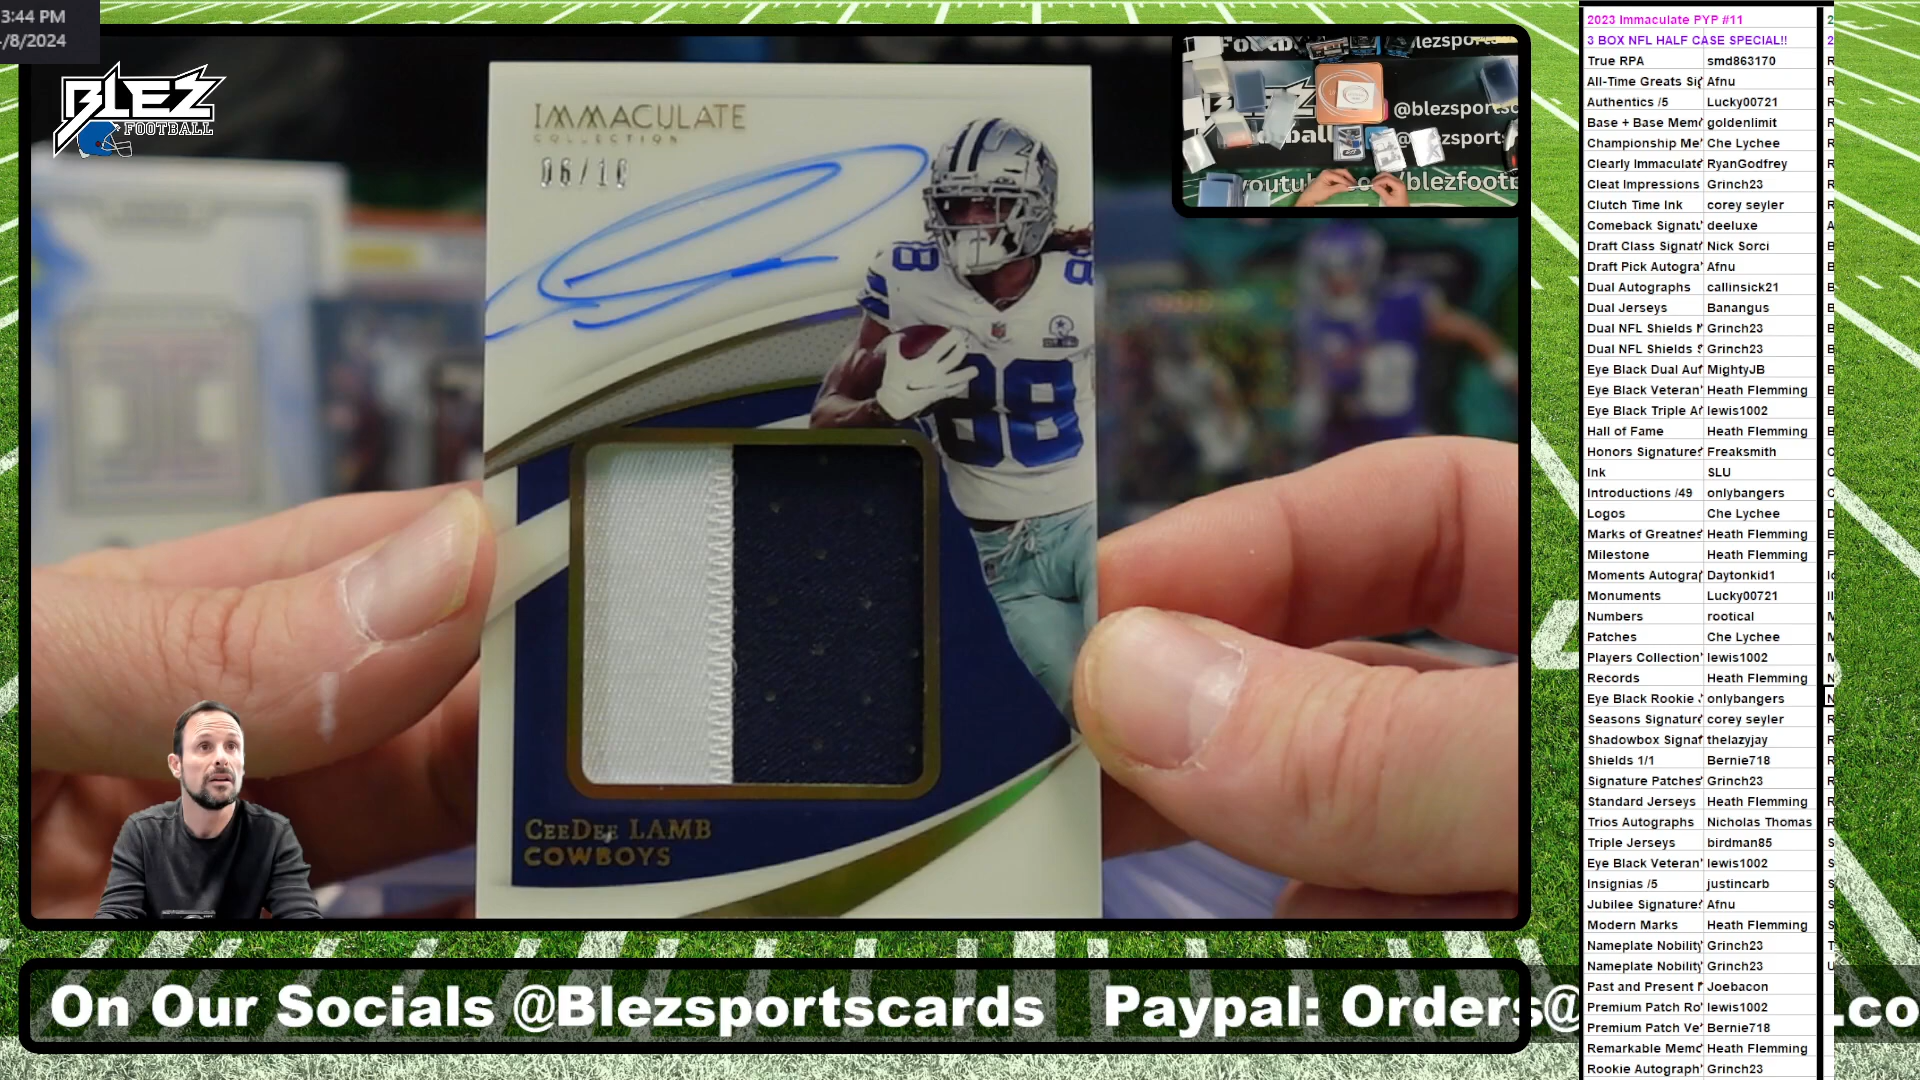 3:44 PM
/8/2024
BLEZ
FOOTBALL
IMMACULATE
COLLECTION
06/10
88
CeeDee LAMB
COWBOYS
@blezsports
youtu
/blezfoot
On Our Socials @Blezsportscards Paypal: Orders@
.co
2023 Immaculate PYP #11
3 BOX NFL HALF CASE SPECIAL!!
True RPA smd863170
All-Time Greats Sig Afnu
Authentics /5 Lucky00721
Base + Base Mem goldenlimit
Championship Me Che Lychee
Clearly Immaculate RyanGodfrey
Cleat Impressions Grinch23
Clutch Time Ink corey seyler
Comeback Signatu deeluxe
Draft Class Signat Nick Sorci
Draft Pick Autogra Afnu
Dual Autographs callinsick21
Dual Jerseys Banangus
Dual NFL Shields Grinch23
Dual NFL Shields Grinch23
Eye Black Dual Aut MightyJB
Eye Black Veteran Heath Flemming
Eye Black Triple A lewis1002
Hall of Fame Heath Flemming
Honors Signatures Freaksmith
Ink SLU
Introductions /49 onlybangers
Logos Che Lychee
Marks of Greatnes Heath Flemming
Milestone Heath Flemming
Moments Autogra Daytonkid1
Monuments Lucky00721
Numbers rootical
Patches Che Lychee
Players Collection lewis1002
Records Heath Flemming
Eye Black Rookie onlybangers
Seasons Signature corey seyler
Shadowbox Signa thelazyjay
Shields 1/1 Bernie718
Signature Patches Grinch23
Standard Jerseys Heath Flemming
Trios Autographs Nicholas Thomas
Triple Jerseys birdman85
Eye Black Veteran lewis1002
Insignias /5 justincarb
Jubilee Signature Afnu
Modern Marks Heath Flemming
Nameplate Nobility Grinch23
Nameplate Nobility Grinch23
Past and Present Joebacon
Premium Patch Ro lewis1002
Premium Patch Ve Bernie718
Remarkable Memo Heath Flemming
Rookie Autograph Grinch23